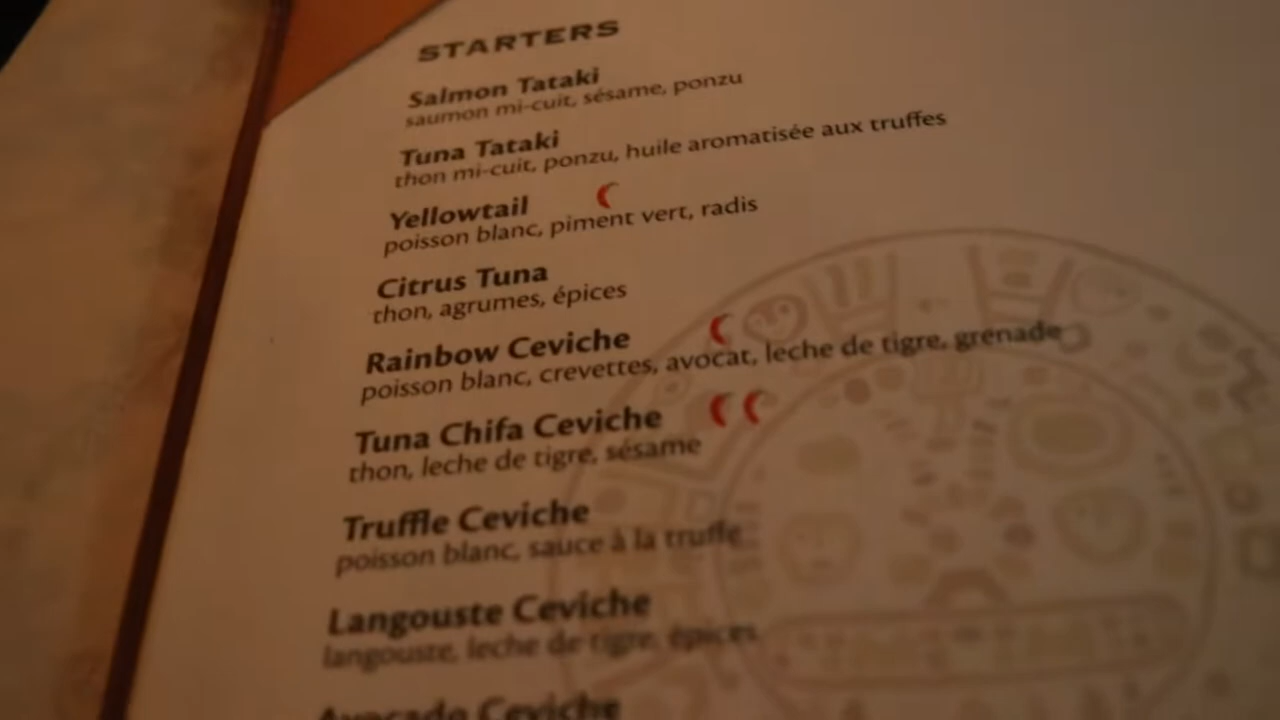 STARTERS
Salmon Tataki
saumon mi-cuit, sésame, ponzu
Tuna Tataki
thon mi-cuit, ponzu, huile aromatisée aux truffes
Yellowtail
poisson blanc, piment vert, radis
Citrus Tuna
thon, agrumes, épices
Rainbow Ceviche
poisson blanc, crevettes, avocat, leche de tigre, grenade
Tuna Chifa Ceviche
thon, leche de tigre, sésame
Truffle Ceviche
poisson blanc, sauce à la truffe
Langouste Ceviche
langouste, leche de tigre, épices
Avocado Ceviche